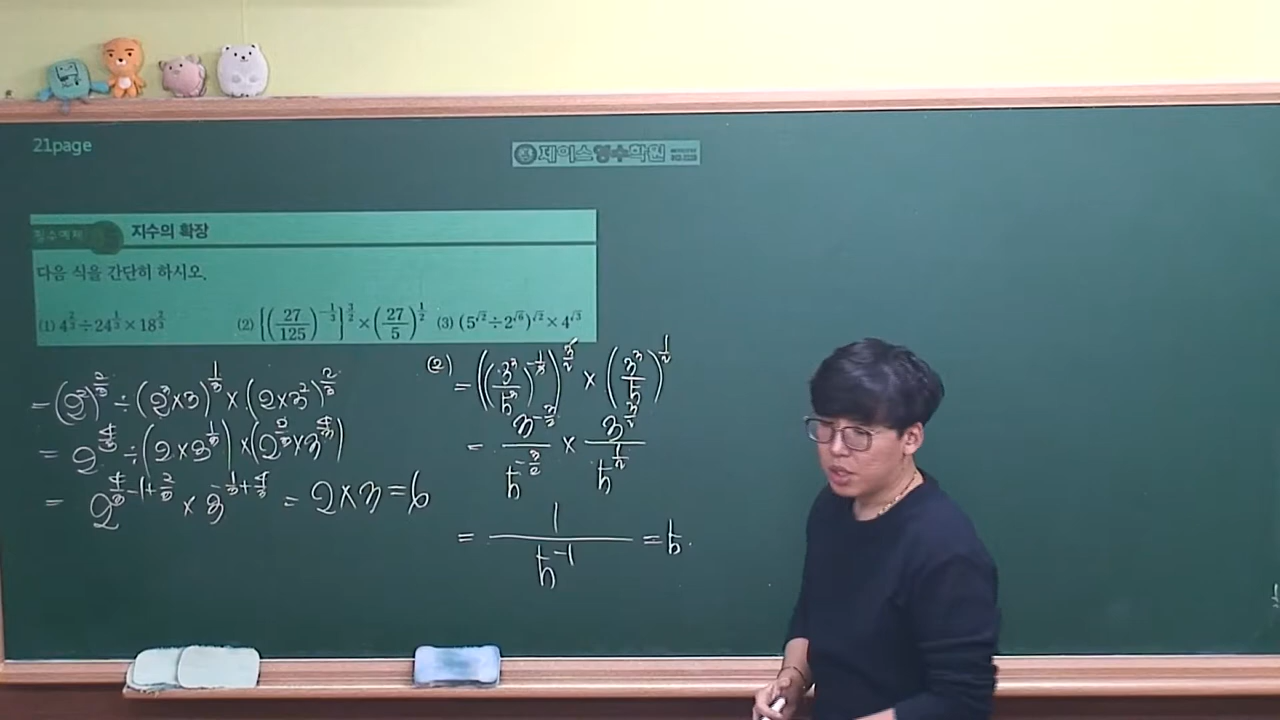 21page
제이스영수학원
필수예제 지수의 확장
다음 식을 간단히 하시오.
(1) 4^{2/3}÷24^{1/3}×18^{2/3} (2) {(27/125)^{-1/3}}^{3/2}×(27/5)^{1/2} (3) (5^{√2}÷2^{√6})^{√2}×4^{√3}
=(2²)^{2/3}÷(2³×3)^{1/3}×(2×3²)^{2/3}
=2^{4/3}÷(2×3^{1/3})×(2^{2/3}×3^{4/3})
=2^{4/3-1+2/3}×3^{-1/3+4/3}=2×3=6
(2) =((3³/5³)^{-1/3})^{3/2}×(3³/5)^{1/2}
=3^{-3/2}/5^{-3/2}×3^{3/2}/5^{1/2}
=1/5^{-1}=5.